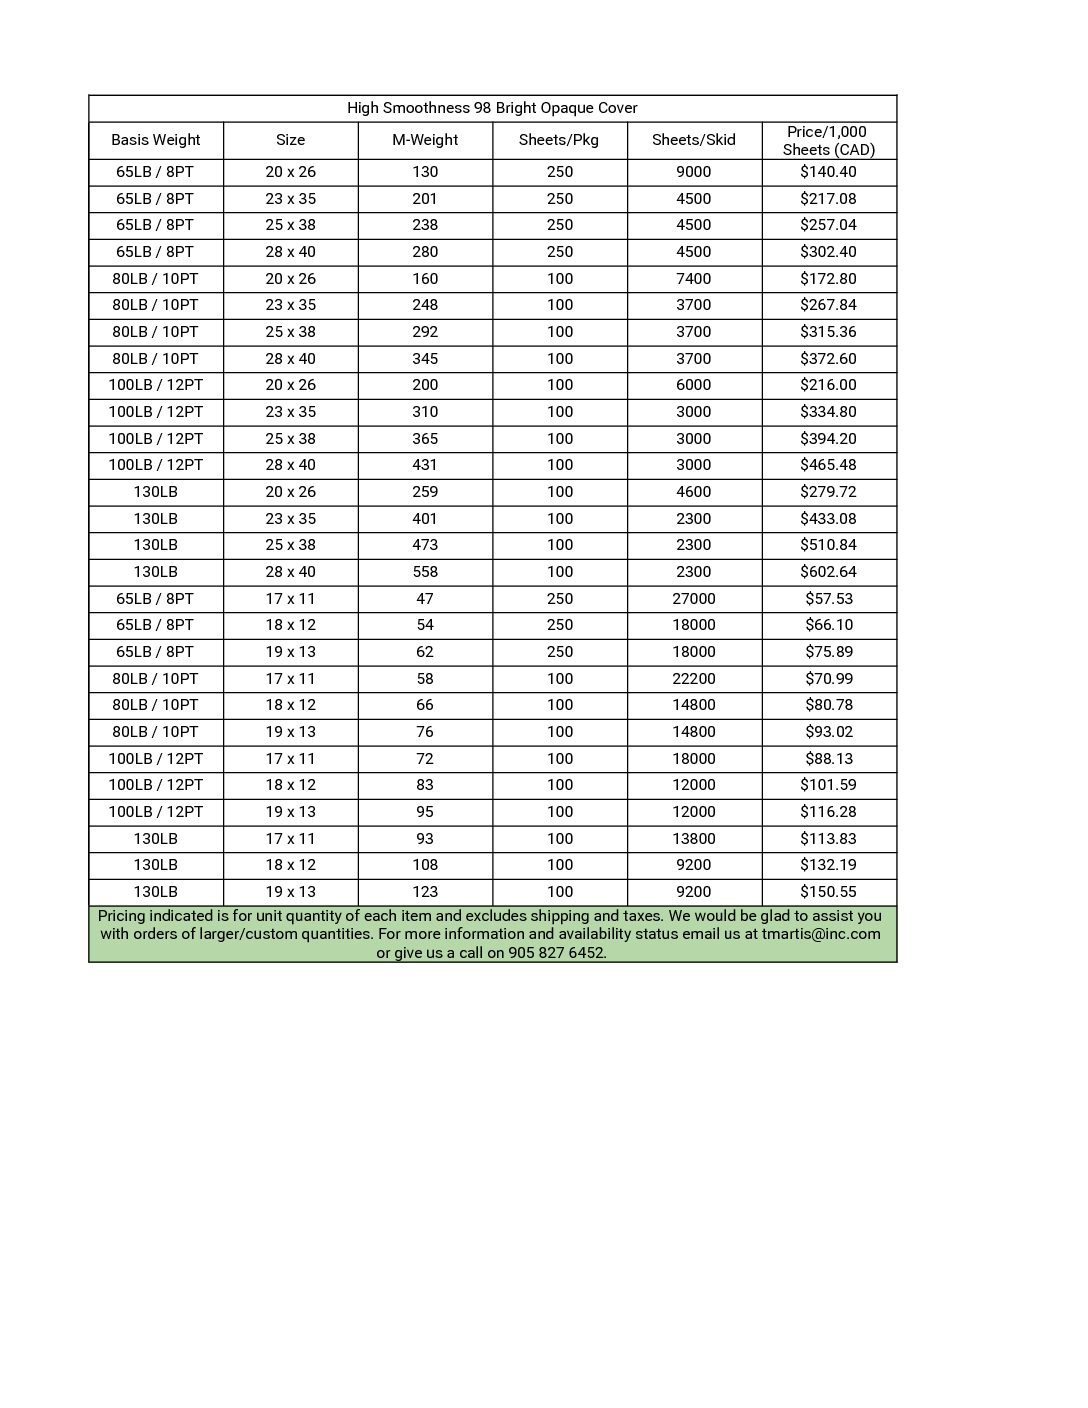 High Smoothness 98 Bright Opaque Cover
Basis Weight Size M-Weight Sheets/Pkg Sheets/Skid Price/1,000 Sheets (CAD)
65LB / 8PT 20 x 26 130 250 9000 $140.40
65LB / 8PT 23 x 35 201 250 4500 $217.08
65LB / 8PT 25 x 38 238 250 4500 $257.04
65LB / 8PT 28 x 40 280 250 4500 $302.40
80LB / 10PT 20 x 26 160 100 7400 $172.80
80LB / 10PT 23 x 35 248 100 3700 $267.84
80LB / 10PT 25 x 38 292 100 3700 $315.36
80LB / 10PT 28 x 40 345 100 3700 $372.60
100LB / 12PT 20 x 26 200 100 6000 $216.00
100LB / 12PT 23 x 35 310 100 3000 $334.80
100LB / 12PT 25 x 38 365 100 3000 $394.20
100LB / 12PT 28 x 40 431 100 3000 $465.48
130LB 20 x 26 259 100 4600 $279.72
130LB 23 x 35 401 100 2300 $433.08
130LB 25 x 38 473 100 2300 $510.84
130LB 28 x 40 558 100 2300 $602.64
65LB / 8PT 17 x 11 47 250 27000 $57.53
65LB / 8PT 18 x 12 54 250 18000 $66.10
65LB / 8PT 19 x 13 62 250 18000 $75.89
80LB / 10PT 17 x 11 58 100 22200 $70.99
80LB / 10PT 18 x 12 66 100 14800 $80.78
80LB / 10PT 19 x 13 76 100 14800 $93.02
100LB / 12PT 17 x 11 72 100 18000 $88.13
100LB / 12PT 18 x 12 83 100 12000 $101.59
100LB / 12PT 19 x 13 95 100 12000 $116.28
130LB 17 x 11 93 100 13800 $113.83
130LB 18 x 12 108 100 9200 $132.19
130LB 19 x 13 123 100 9200 $150.55
Pricing indicated is for unit quantity of each item and excludes shipping and taxes. We would be glad to assist you
with orders of larger/custom quantities. For more information and availability status email us at tmartis@inc.com
or give us a call on 905 827 6452.